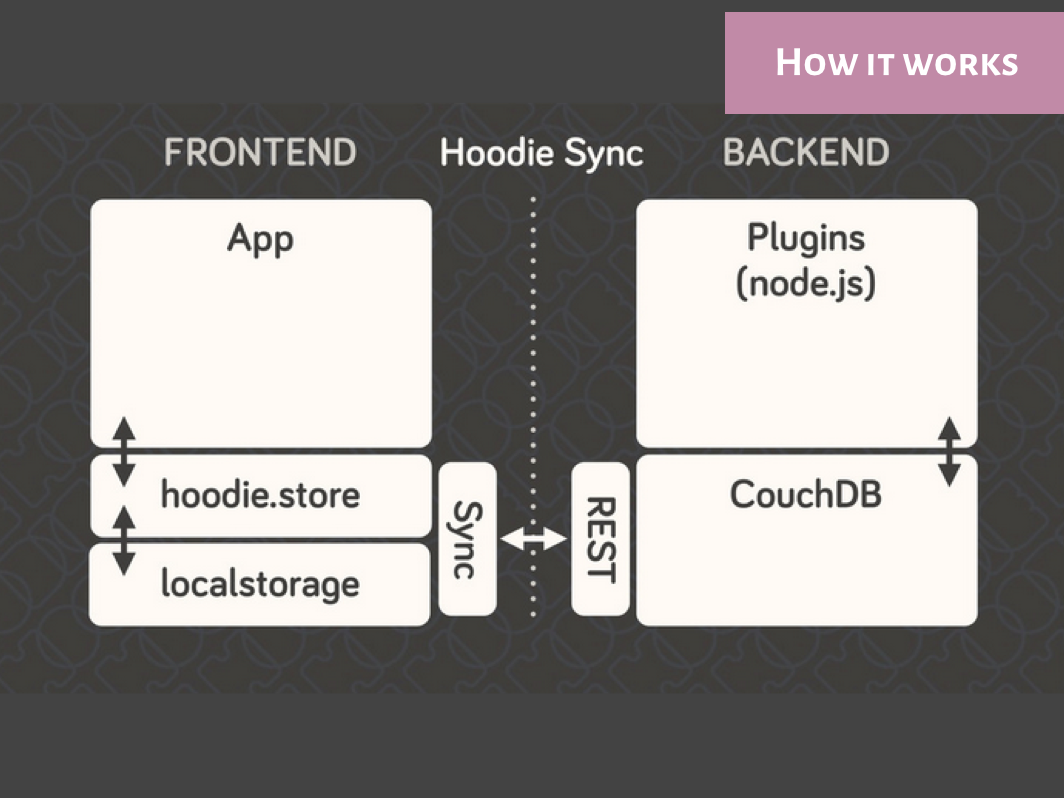 How it works
FRONTEND
Hoodie Sync
BACKEND
App
hoodie.store
localstorage
Sync
REST
Plugins
(node.js)
CouchDB